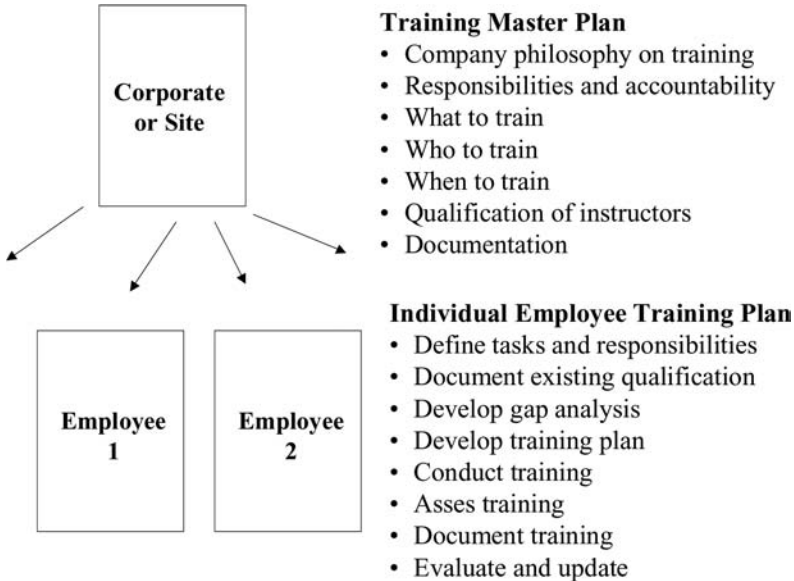 Corporate
or Site
Training Master Plan
• Company philosophy on training
• Responsibilities and accountability
• What to train
• Who to train
• When to train
• Qualification of instructors
• Documentation
Employee
1
Employee
2
Individual Employee Training Plan
• Define tasks and responsibilities
• Document existing qualification
• Develop gap analysis
• Develop training plan
• Conduct training
• Asses training
• Document training
• Evaluate and update